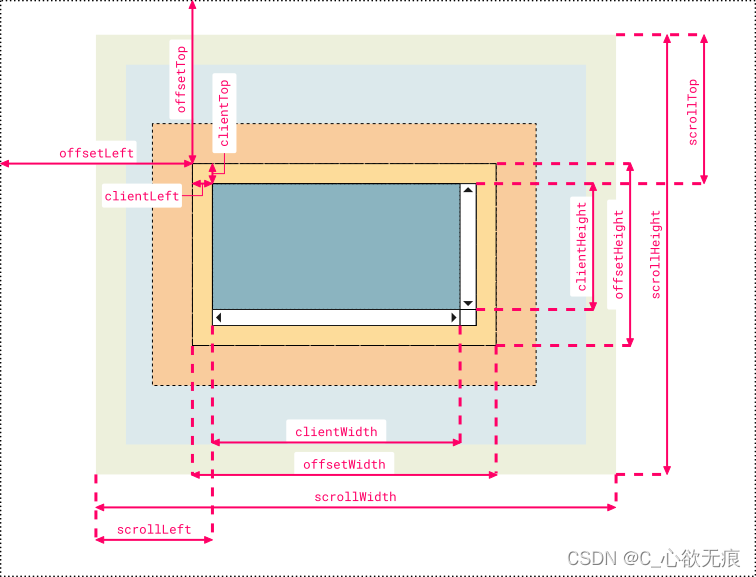 offsetTop
clientTop
scrollTop
offsetLeft
clientLeft
clientHeight
offsetHeight
scrollHeight
clientWidth
offsetWidth
scrollWidth
scrollLeft
CSDN @C_心欲无痕